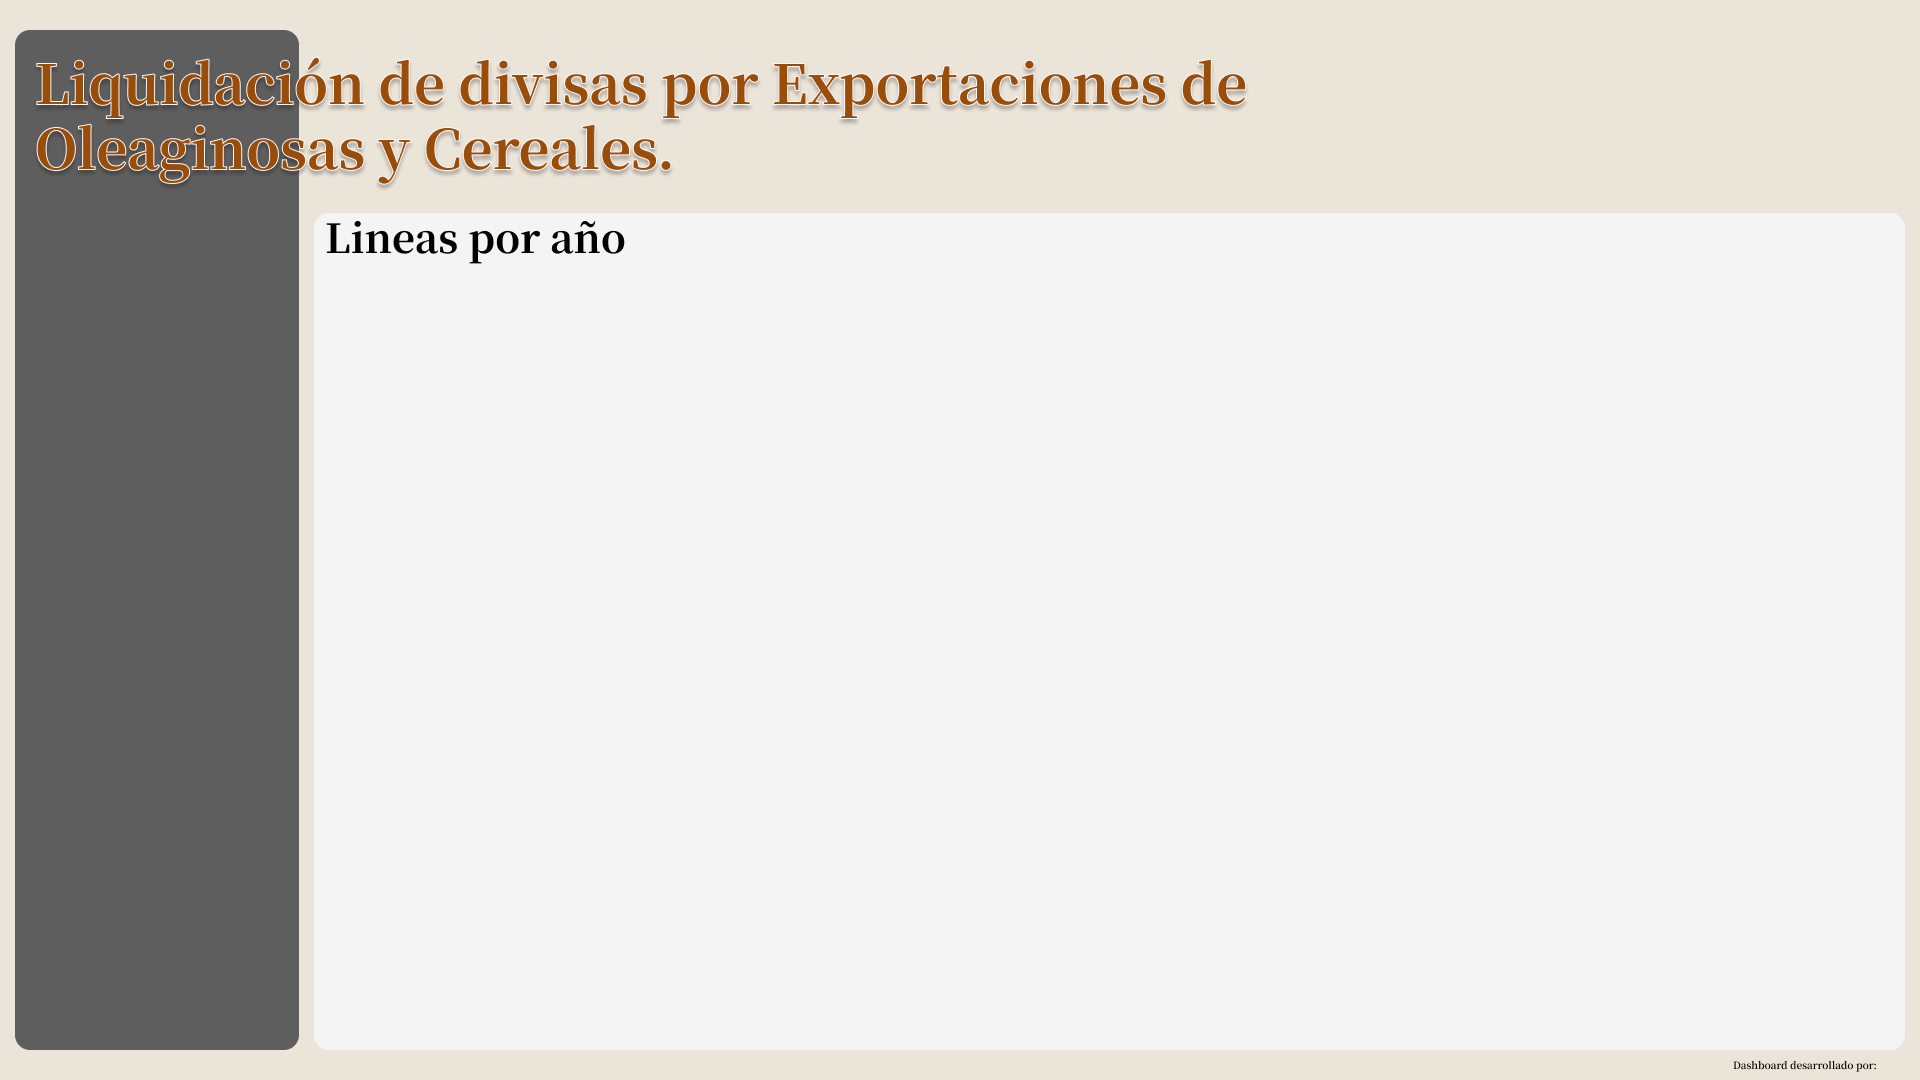 Liquidación de divisas por Exportaciones de
Oleaginosas y Cereales.
Lineas por año
Dashboard desarrollado por: